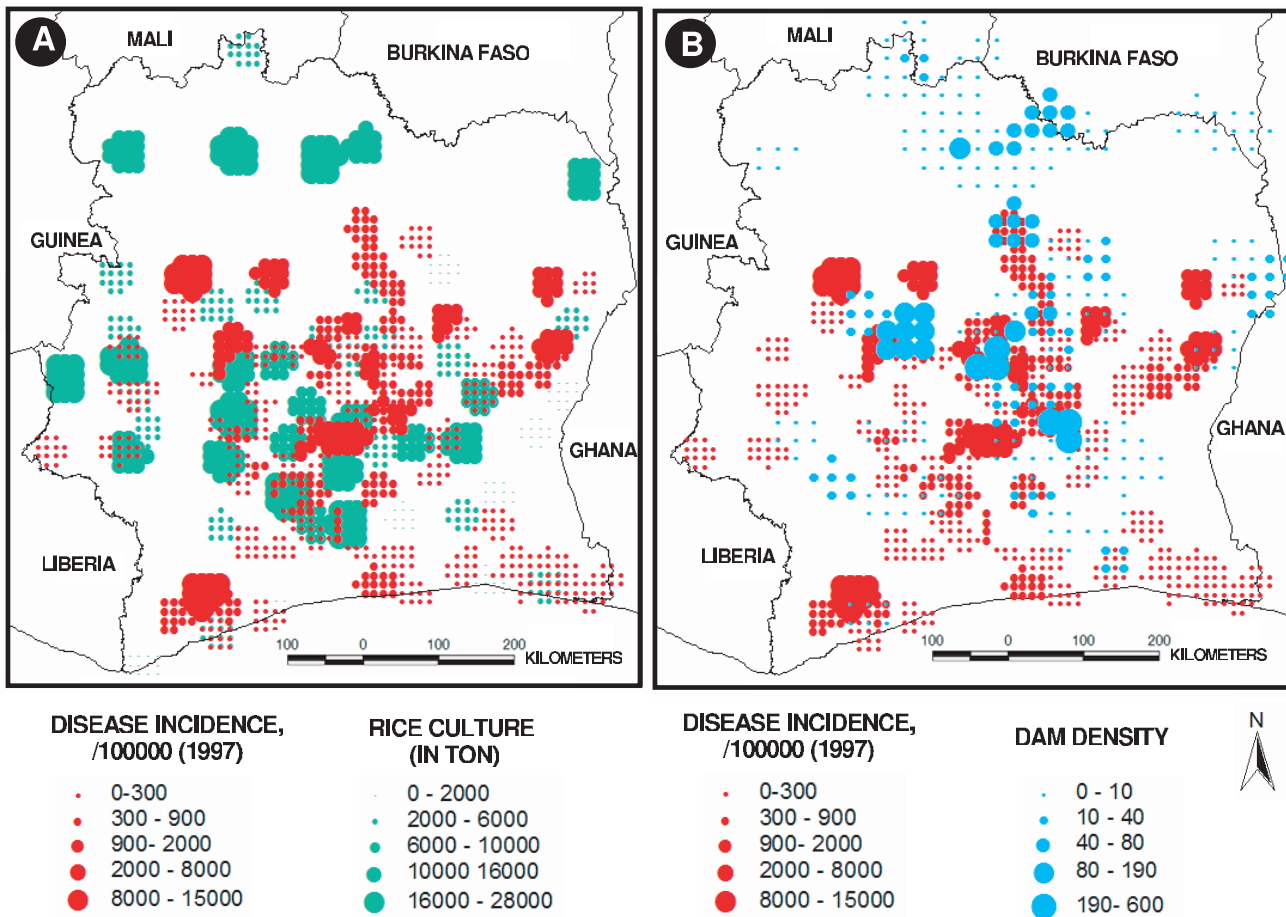 A
MALI
BURKINA FASO
GUINEA
GHANA
LIBERIA
100 0 100 200
KILOMETERS
B
MALI
BURKINA FASO
GUINEA
GHANA
LIBERIA
100 0 100 200
KILOMETERS
DISEASE INCIDENCE,
/100000 (1997)
0-300
300 - 900
900- 2000
2000 - 8000
8000 - 15000
RICE CULTURE
(IN TON)
0 - 2000
2000 - 6000
6000 - 10000
10000 16000
16000 - 28000
DISEASE INCIDENCE,
/100000 (1997)
0-300
300 - 900
900- 2000
2000 - 8000
8000 - 15000
DAM DENSITY
0 - 10
10 - 40
40 - 80
80 - 190
190- 600
N